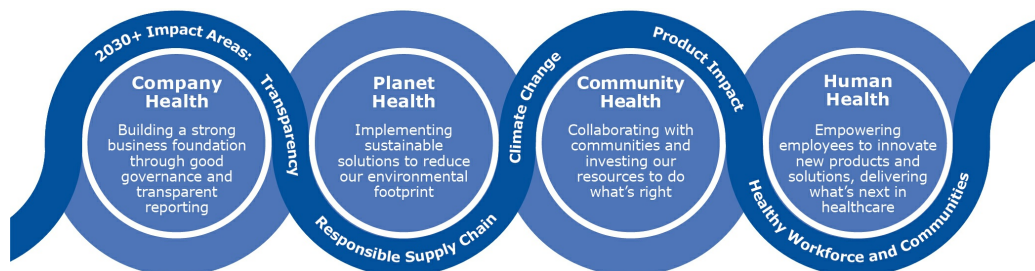 2030+ Impact Areas:
Transparency
Responsible Supply Chain
Climate Change
Product Impact
Healthy Workforce and Communities
Company
Health
Building a strong
business foundation
through good
governance and
transparent
reporting
Planet
Health
Implementing
sustainable
solutions to reduce
our environmental
footprint
Community
Health
Collaborating with
communities and
investing our
resources to do
what’s right
Human
Health
Empowering
employees to innovate
new products and
solutions, delivering
what’s next in
healthcare